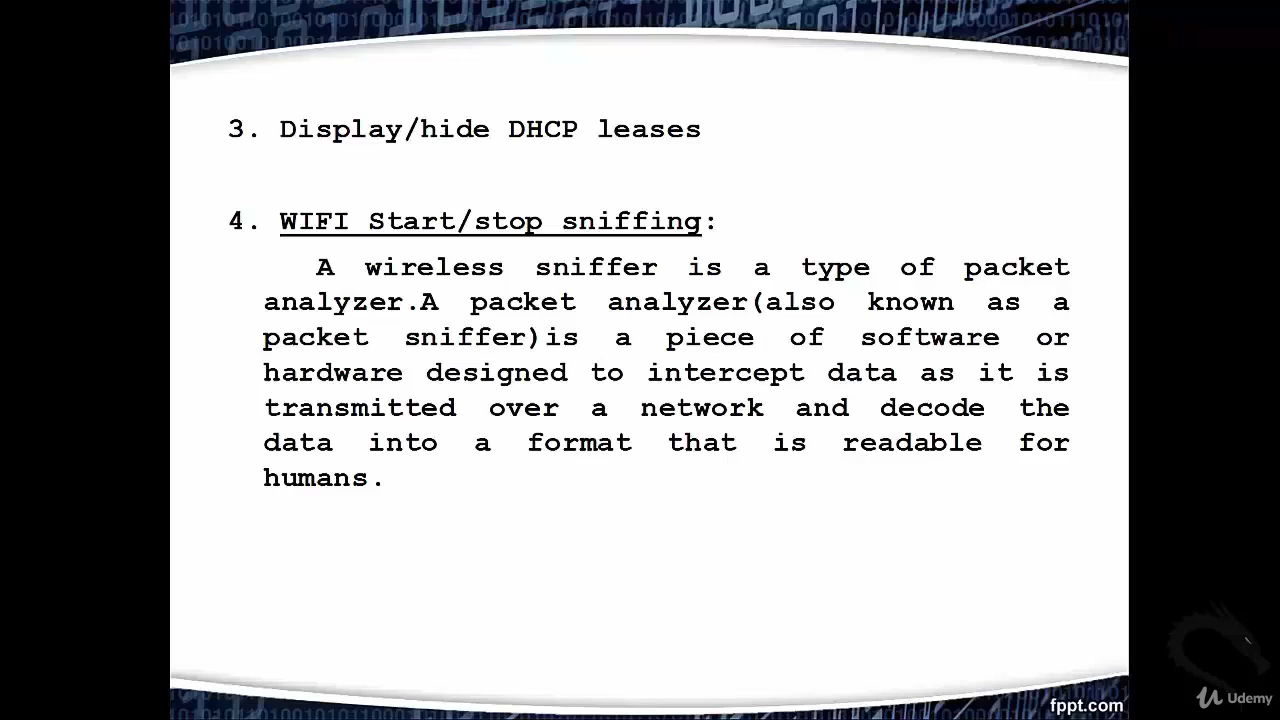 3. Display/hide DHCP leases
4. WIFI Start/stop sniffing:
A wireless sniffer is a type of packet
analyzer.A packet analyzer(also known as a
packet sniffer)is a piece of software or
hardware designed to intercept data as it is
transmitted over a network and decode the
data into a format that is readable for
humans.
fppt.com
Udemy